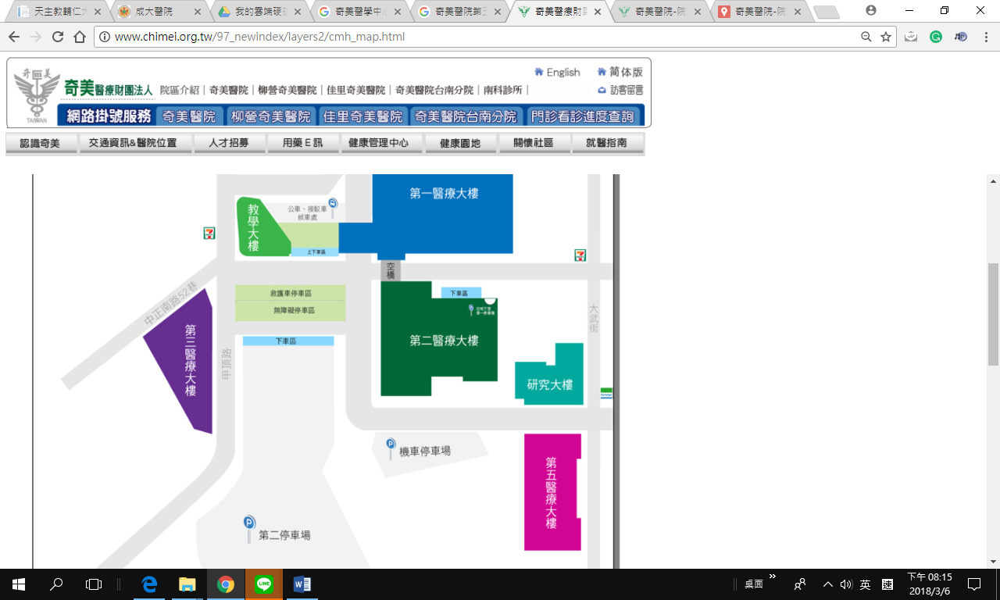 天主教輔仁大
成大醫院
我的雲端硬碟
奇美醫學中心
奇美醫院第五
奇美醫療財團
奇美醫院-院
奇美醫院-院
www.chimei.org.tw/97_newindex/layers2/cmh_map.html
奇麗美
TAIWAN
English
简体版
奇美醫療財團法人
院區介紹 | 奇美醫院 | 柳營奇美醫院 | 佳里奇美醫院 | 奇美醫院台南分院 | 南科診所 |
訪客留言
網路掛號服務
奇美醫院
柳營奇美醫院
佳里奇美醫院
奇美醫院台南分院
門診看診進度查詢
認識奇美
交通資訊&醫院位置
人才招募
用藥E訊
健康管理中心
健康園地
關懷社區
就醫指南
第一醫療大樓
教學大樓
公車、接駁車
候車處
7
上下車區
7
空橋
中正南路52巷
救護車停車區
無障礙停車區
下車區
下車區
第二醫療大樓
大武街
第三醫療大樓
甲頂路
研究大樓
P
機車停車場
第五醫療大樓
P
第二停車場
LINE
桌面
英
下午 08:15
2018/3/6